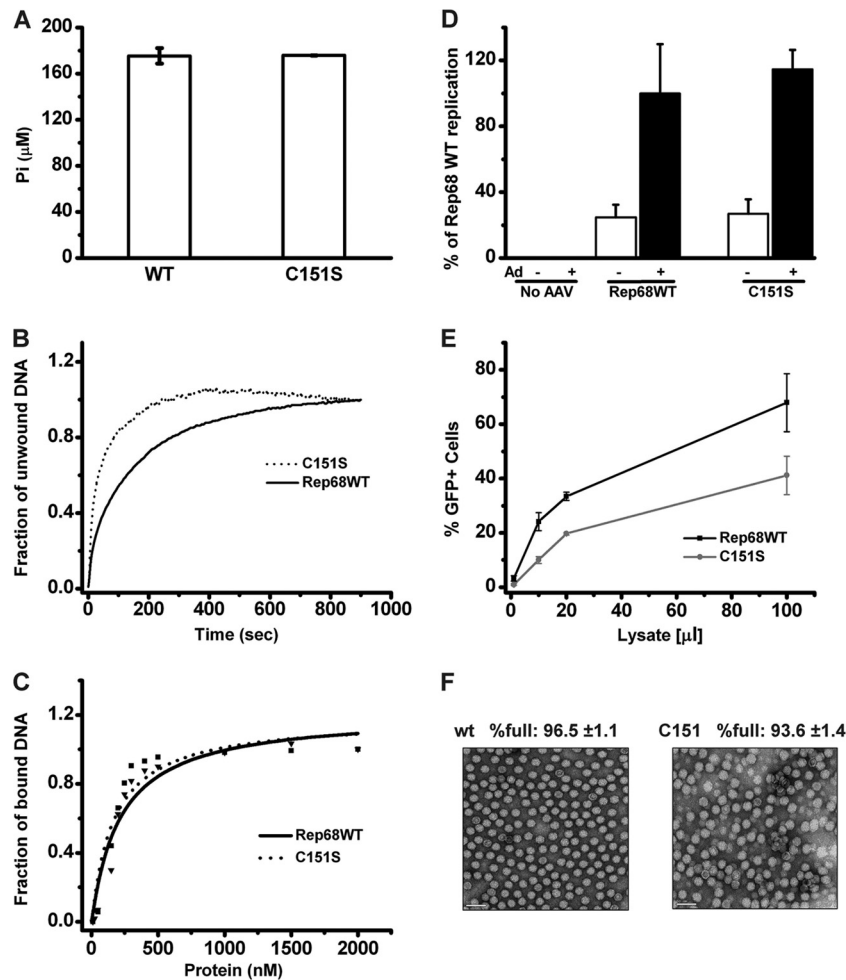 A
Pi (μM)
200
160
120
80
40
0
WT
C151S
B
Fraction of unwound DNA
1.2
0.8
0.4
0.0
C151S
Rep68WT
0
200
400
600
800
1000
Time (sec)
C
Fraction of bound DNA
1.2
0.8
0.4
0.0
Rep68WT
C151S
0
500
1000
1500
2000
Protein (nM)
D
% of Rep68 WT replication
120
80
40
0
Ad - + - + - +
No AAV Rep68WT C151S
E
% GFP+ Cells
80
60
40
20
0
Rep68WT
C151S
0
20
40
60
80
100
Lysate [μl]
F
wt %full: 96.5 ±1.1
C151 %full: 93.6 ±1.4